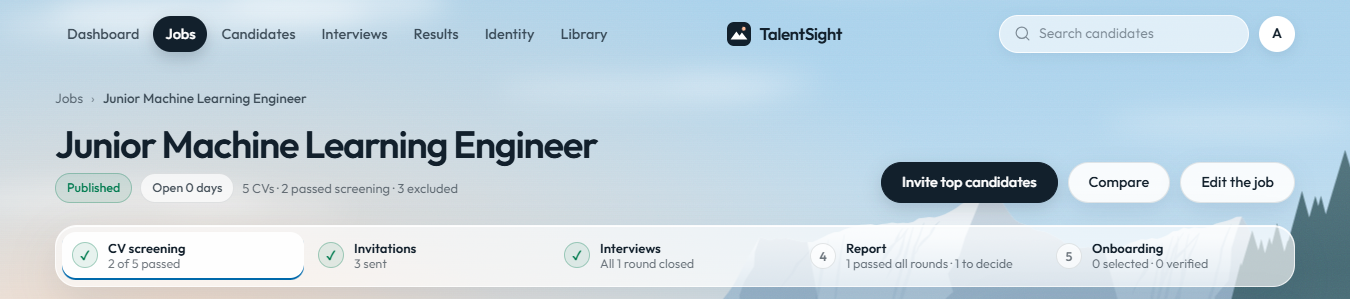 Dashboard Jobs Candidates Interviews Results Identity Library TalentSight Search candidates A
Jobs › Junior Machine Learning Engineer
Junior Machine Learning Engineer
Published Open 0 days 5 CVs · 2 passed screening · 3 excluded
Invite top candidates Compare Edit the job
✓ CV screening
2 of 5 passed
✓ Invitations
3 sent
✓ Interviews
All 1 round closed
4 Report
1 passed all rounds · 1 to decide
5 Onboarding
0 selected · 0 verified